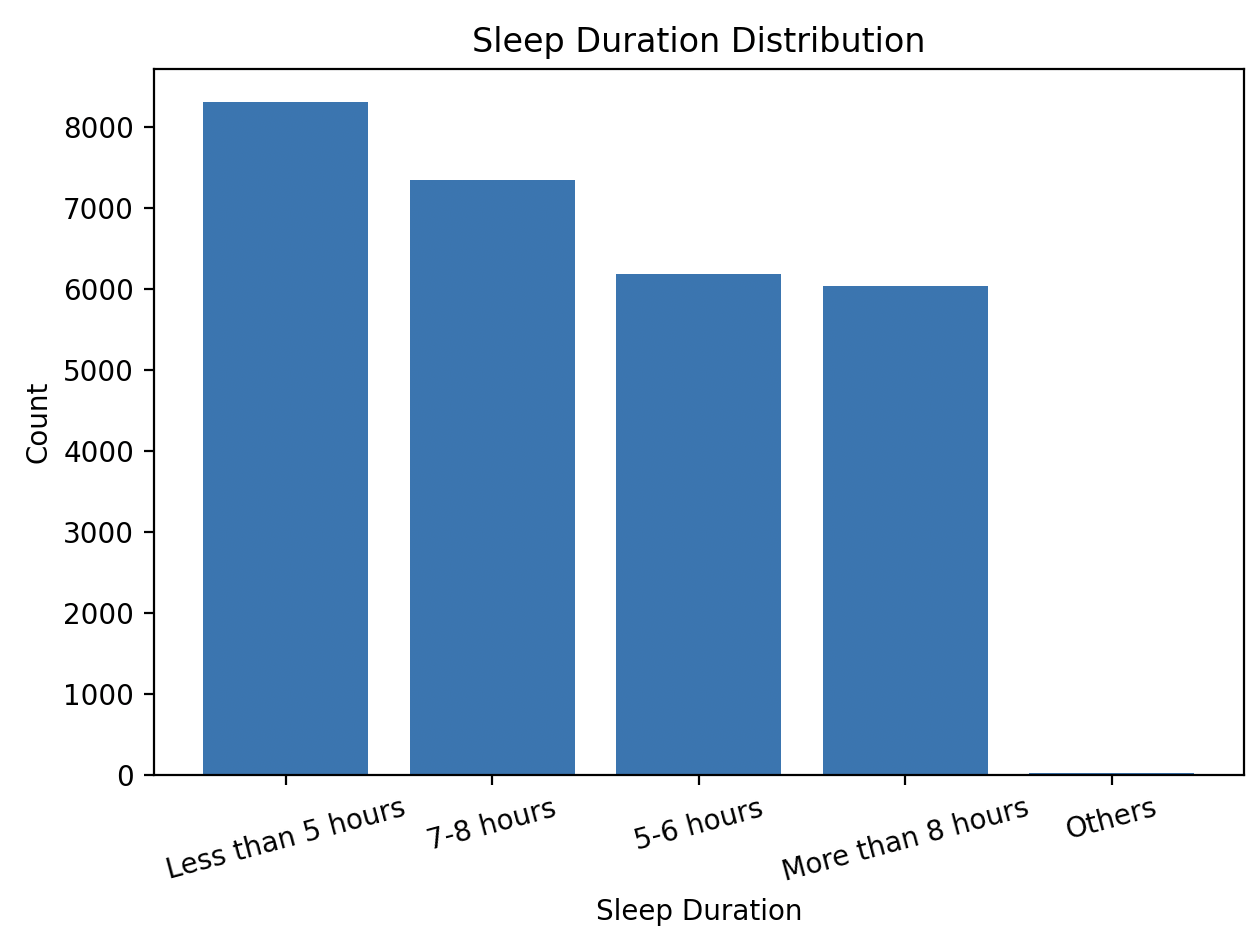 Sleep Duration Distribution
8000
7000
6000
5000
4000
3000
2000
1000
0
Count
Less than 5 hours
7-8 hours
5-6 hours
More than 8 hours
Others
Sleep Duration